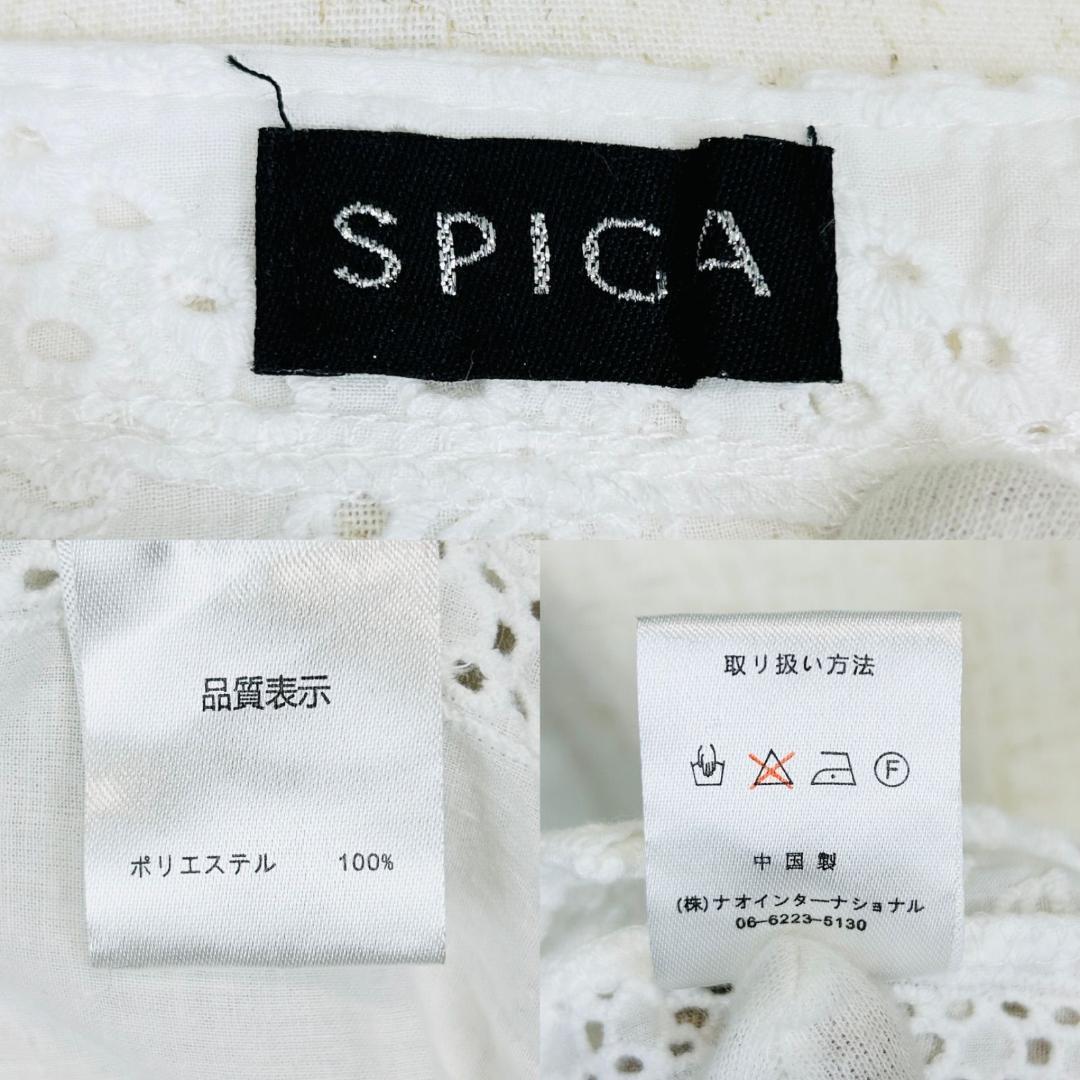 SPIGA
品質表示
ポリエステル 100%
取り扱い方法
F
中国製
(株)ナオインターナショナル
06-6223-5130